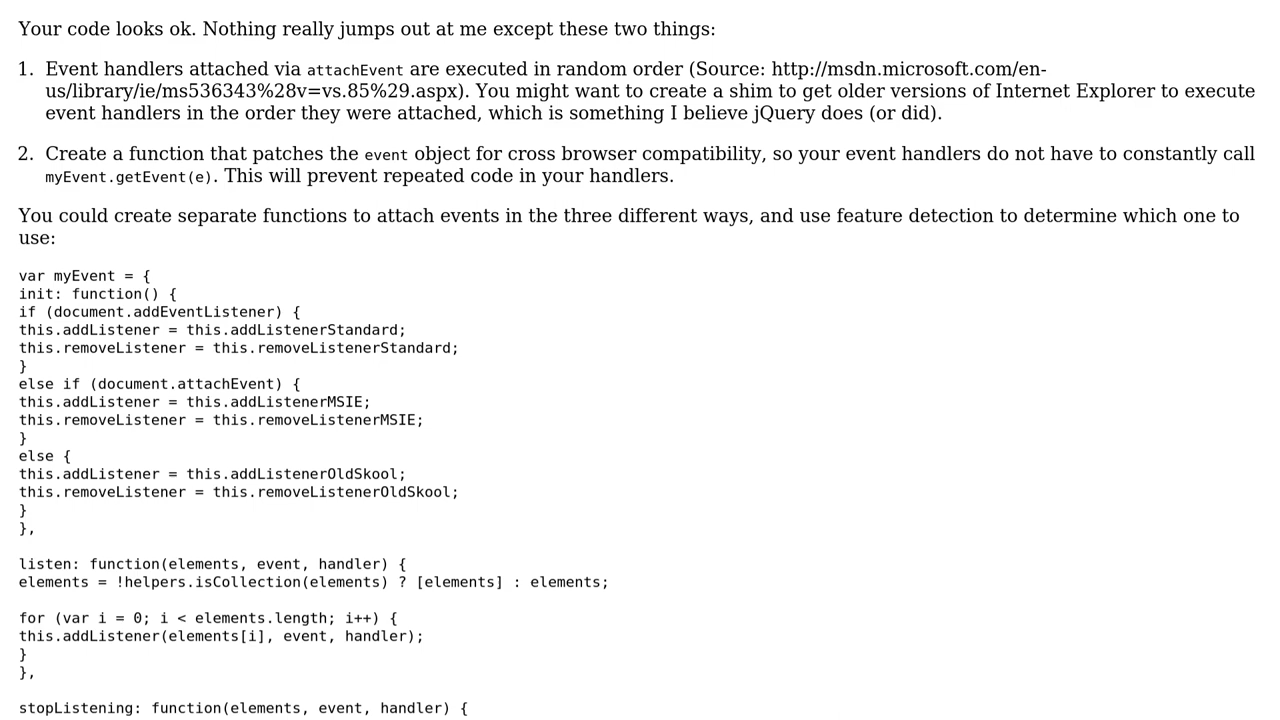 Your code looks ok. Nothing really jumps out at me except these two things:
1. Event handlers attached via attachEvent are executed in random order (Source: http://msdn.microsoft.com/en-
us/library/ie/ms536343%28v=vs.85%29.aspx). You might want to create a shim to get older versions of Internet Explorer to execute
event handlers in the order they were attached, which is something I believe jQuery does (or did).
2. Create a function that patches the event object for cross browser compatibility, so your event handlers do not have to constantly call
myEvent.getEvent(e). This will prevent repeated code in your handlers.
You could create separate functions to attach events in the three different ways, and use feature detection to determine which one to
use:
var myEvent = {
init: function() {
if (document.addEventListener) {
this.addListener = this.addListenerStandard;
this.removeListener = this.removeListenerStandard;
}
else if (document.attachEvent) {
this.addListener = this.addListenerMSIE;
this.removeListener = this.removeListenerMSIE;
}
else {
this.addListener = this.addListenerOldSkool;
this.removeListener = this.removeListenerOldSkool;
}
},
listen: function(elements, event, handler) {
elements = !helpers.isCollection(elements) ? [elements] : elements;
for (var i = 0; i < elements.length; i++) {
this.addListener(elements[i], event, handler);
}
},
stopListening: function(elements, event, handler) {